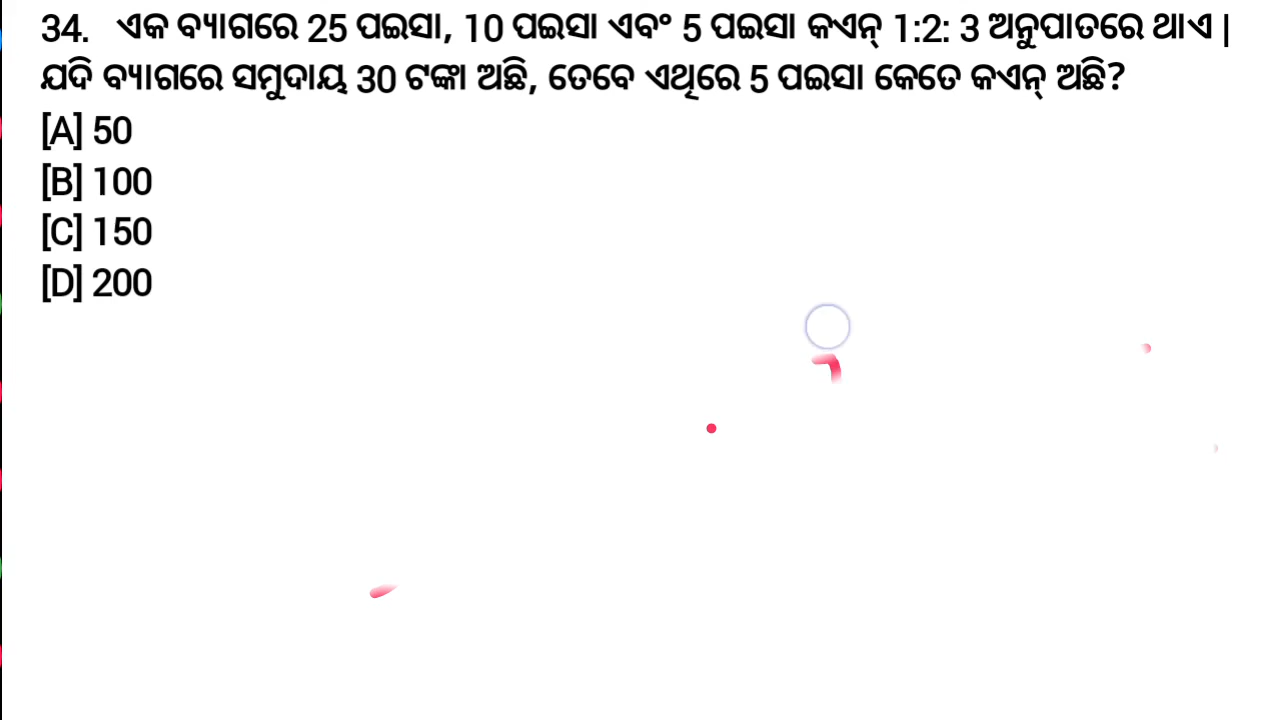 34. ଏକ ବ୍ୟାଗରେ 25 ପଇସା, 10 ପଇସା ଏବଂ 5 ପଇସା କଏନ୍ 1:2: 3 ଅନୁପାତରେ ଥାଏ |
ଯଦି ବ୍ୟାଗରେ ସମୁଦାୟ 30 ଟଙ୍କା ଅଛି, ତେବେ ଏଥିରେ 5 ପଇସା କେତେ କଏନ୍ ଅଛି?
[A] 50
[B] 100
[C] 150
[D] 200